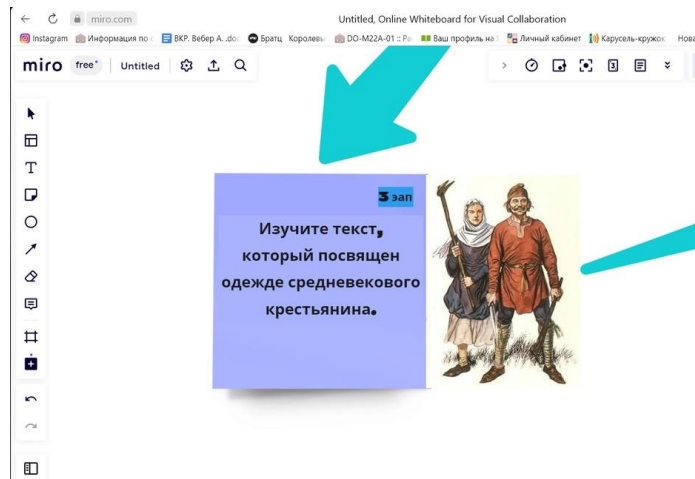 miro.com
Untitled, Online Whiteboard for Visual Collaboration
Instagram Информация по с ВКР. Вебер А. .doc Братц Королевь DO-M22A-01 :: Ра Ваш профиль на Личный кабинет Карусель-кружок Нова
miro free Untitled
3 эап
Изучите текст,
который посвящен
одежде средневекового
крестьянина.